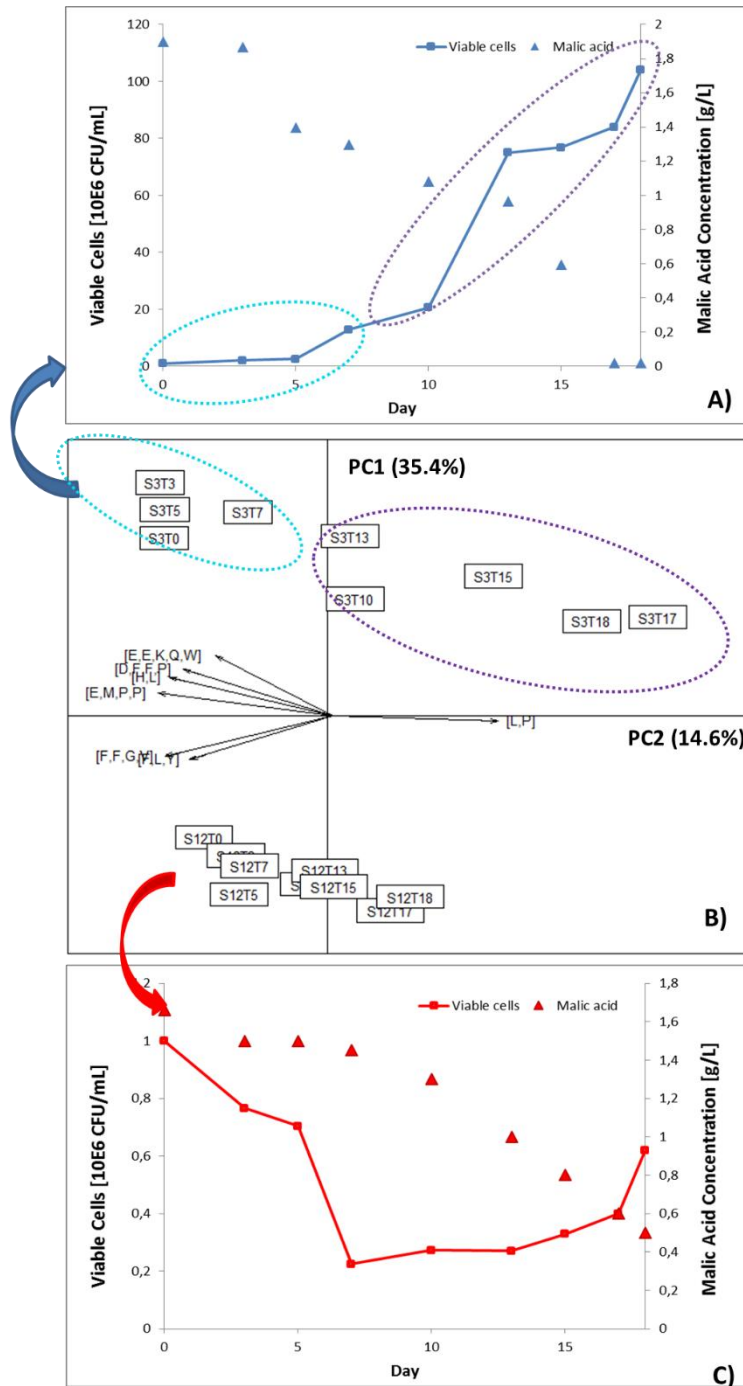 120
100
80
60
40
20
0
Viable Cells [10E6 CFU/mL]
Viable cells
Malic acid
2
1,8
1,6
1,4
1,2
1
0,8
0,6
0,4
0,2
0
Malic Acid Concentration [g/L]
0 5 10 15
Day
A)
PC1 (35.4%)
S3T3
S3T5
S3T7
S3T0
S3T13
S3T10
S3T15
S3T18
S3T17
[E,E,K,Q,W]
[D,F,F,P]
[H,L]
[E,M,P,P]
[L,P]
PC2 (14.6%)
S12T0
S12T7
S12T5
S12T13
S12T15
S12T18
S12T17
B)
1,2
1
0,8
0,6
0,4
0,2
0
Viable Cells [10E6 CFU/mL]
Viable cells
Malic acid
1,8
1,6
1,4
1,2
1
0,8
0,6
0,4
0,2
0
Malic Acid Concentration [g/L]
0 5 10 15
Day
C)